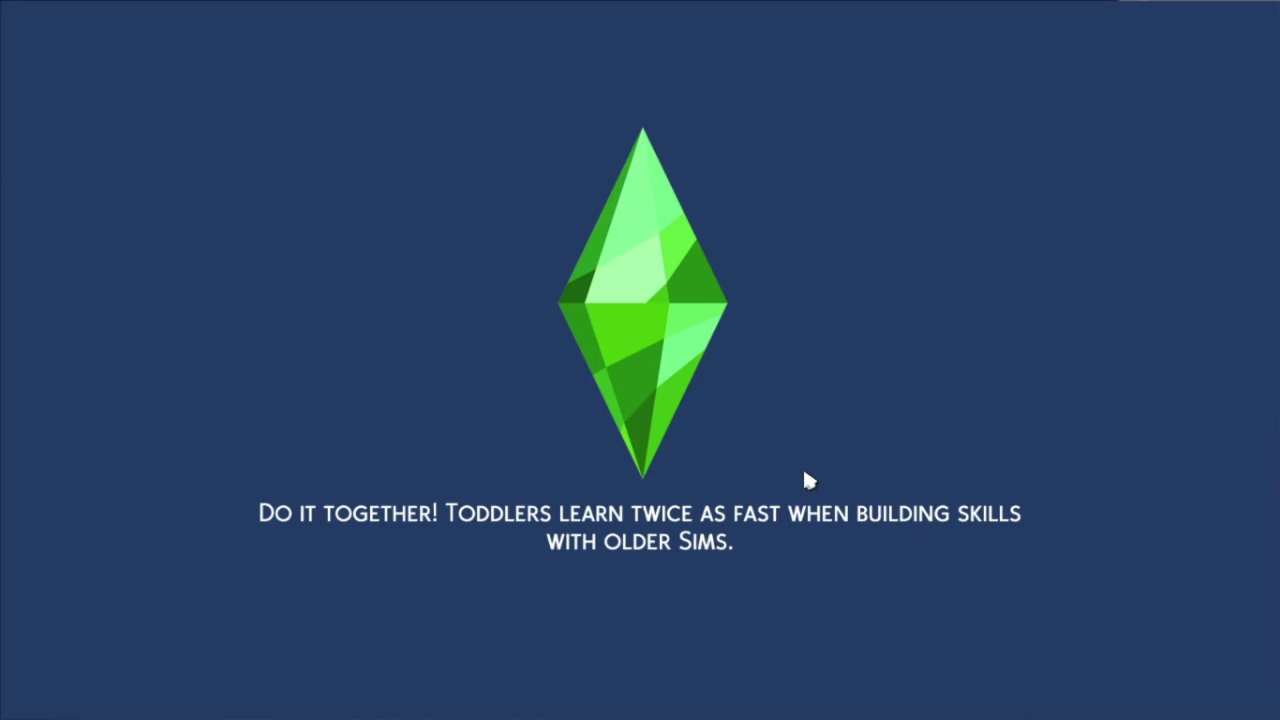 Do it together! Toddlers learn twice as fast when building skills
with older Sims.